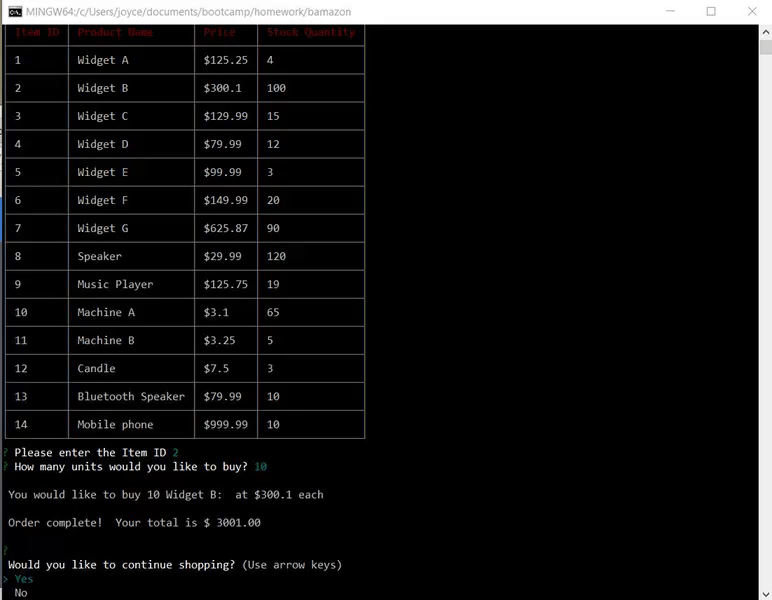 MINGW64:/c/Users/joyce/documents/bootcamp/homework/bamazon
Item ID Product Name Price Stock Quantity
1 Widget A $125.25 4
2 Widget B $300.1 100
3 Widget C $129.99 15
4 Widget D $79.99 12
5 Widget E $99.99 3
6 Widget F $149.99 20
7 Widget G $625.87 90
8 Speaker $29.99 120
9 Music Player $125.75 19
10 Machine A $3.1 65
11 Machine B $3.25 5
12 Candle $7.5 3
13 Bluetooth Speaker $79.99 10
14 Mobile phone $999.99 10
? Please enter the Item ID 2
? How many units would you like to buy? 10
You would like to buy 10 Widget B:  at $300.1 each
Order complete!  Your total is $ 3001.00
?
Would you like to continue shopping? (Use arrow keys)
> Yes
No